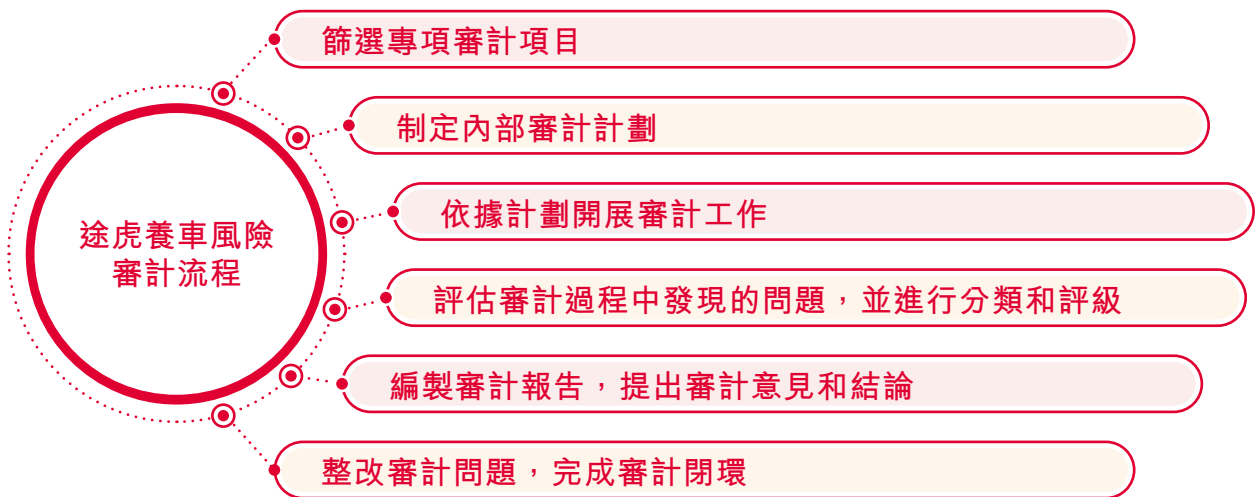 篩選專項審計項目
制定內部審計計劃
依據計劃開展審計工作
途虎養車風險
審計流程
評估審計過程中發現的問題，並進行分類和評級
編製審計報告，提出審計意見和結論
整改審計問題，完成審計閉環